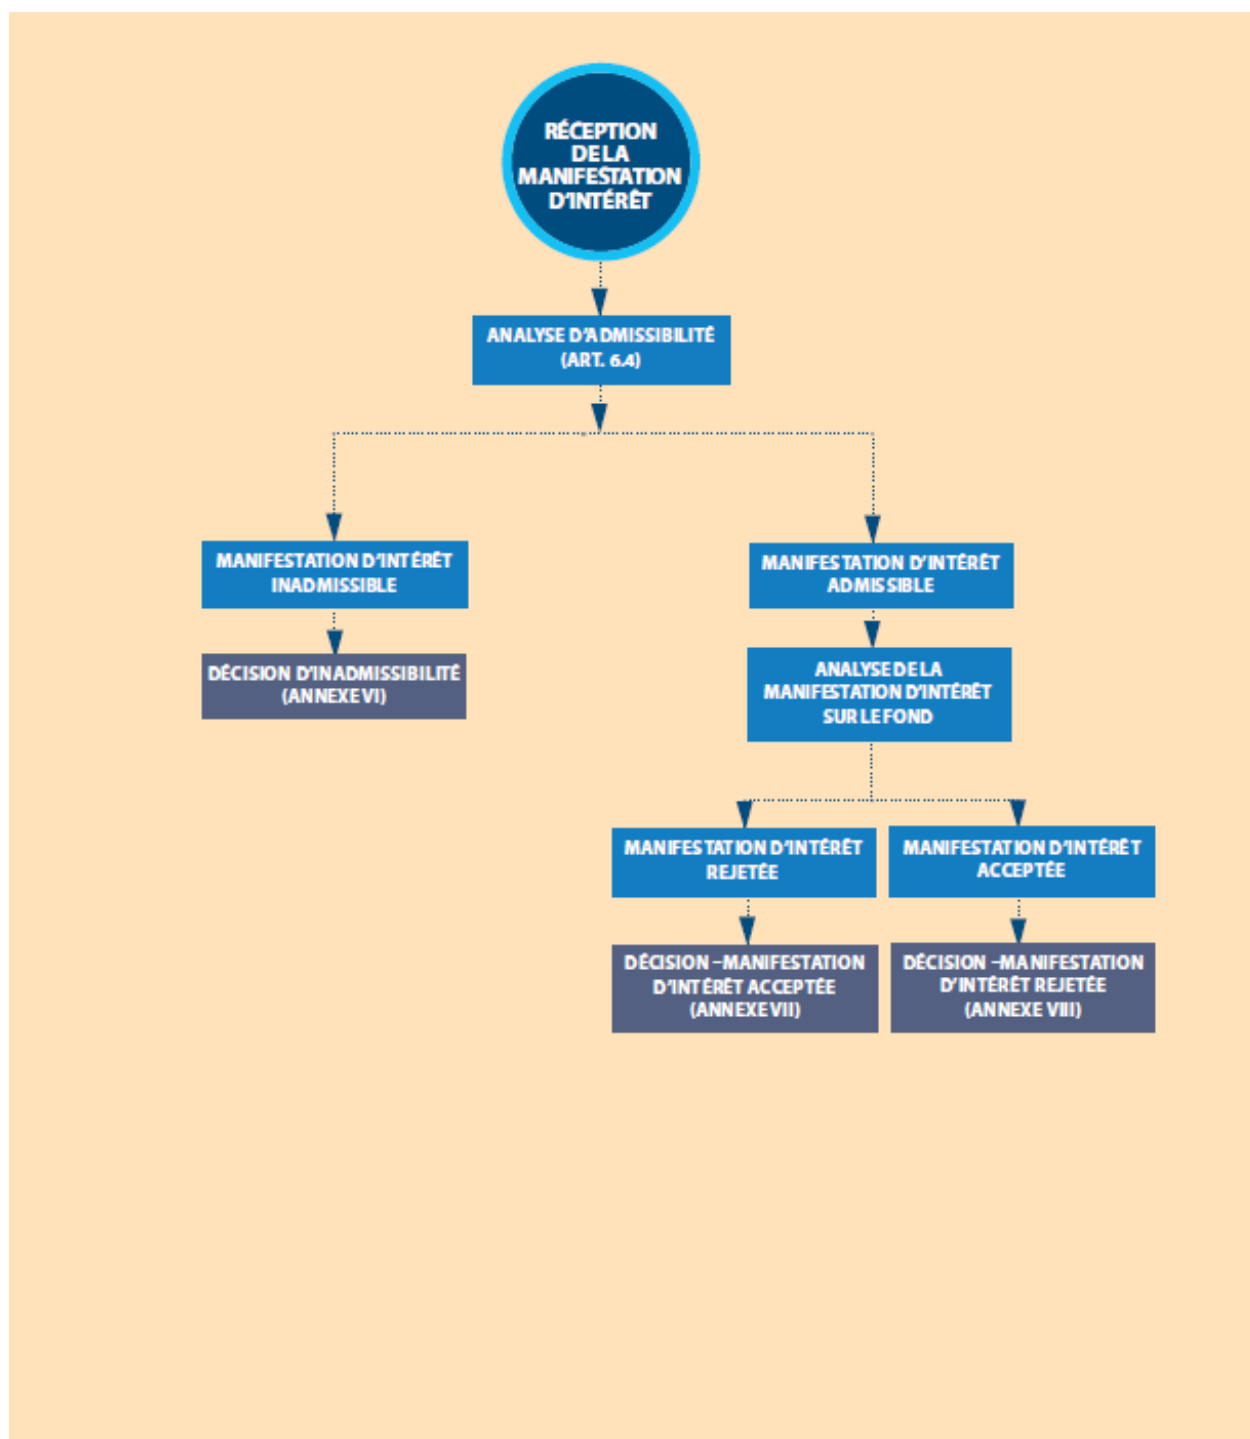 RÉCEPTION
DE LA
MANIFESTATION
D'INTÉRÊT
ANALYSE D'ADMISSIBILITÉ
(ART. 6.4)
MANIFESTATION D'INTÉRÊT
INADMISSIBLE
DÉCISION D'INADMISSIBILITÉ
(ANNEXE VI)
MANIFESTATION D'INTÉRÊT
ADMISSIBLE
ANALYSE DE LA
MANIFESTATION D'INTÉRÊT
SUR LE FOND
MANIFESTATION D'INTÉRÊT
REJETÉE
DÉCISION –MANIFESTATION
D'INTÉRÊT ACCEPTÉE
(ANNEXE VII)
MANIFESTATION D'INTÉRÊT
ACCEPTÉE
DÉCISION –MANIFESTATION
D'INTÉRÊT REJETÉE
(ANNEXE VIII)